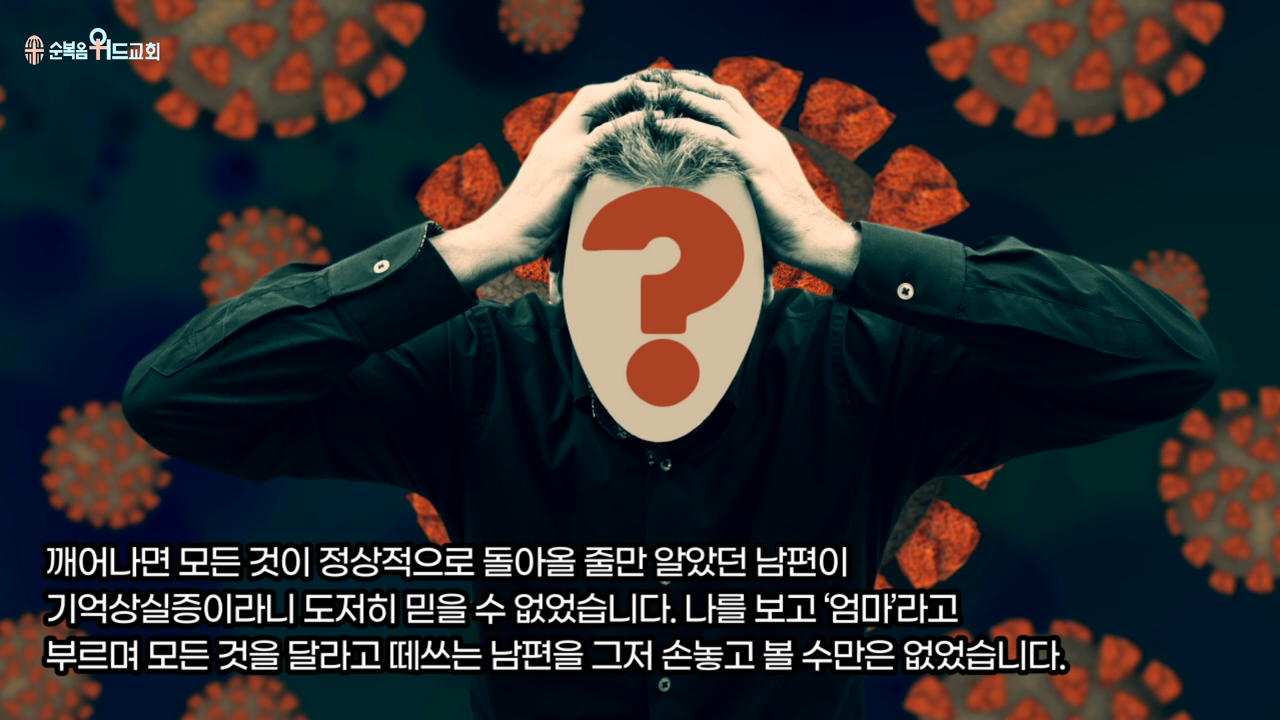 순복음위드교회
?
깨어나면 모든 것이 정상적으로 돌아올 줄만 알았던 남편이
기억상실증이라니 도저히 믿을 수 없었습니다. 나를 보고 ‘엄마’라고
부르며 모든 것을 달라고 떼쓰는 남편을 그저 손놓고 볼 수만은 없었습니다.